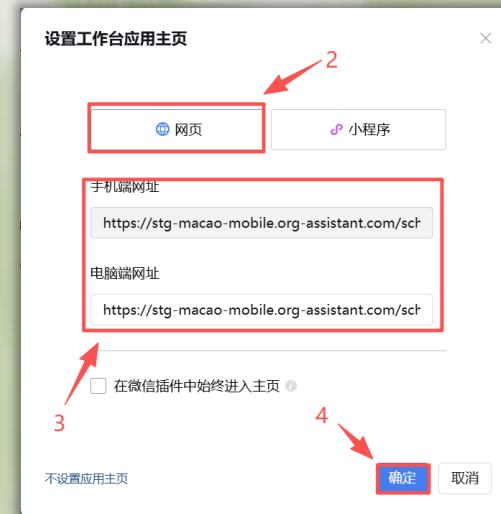 设置工作台应用主页
2
网页
小程序
手机端网址
https://stg-macao-mobile.org-assistant.com/sch
电脑端网址
https://stg-macao-mobile.org-assistant.com/sch
3
在微信插件中始终进入主页
4
不设置应用主页
确定
取消